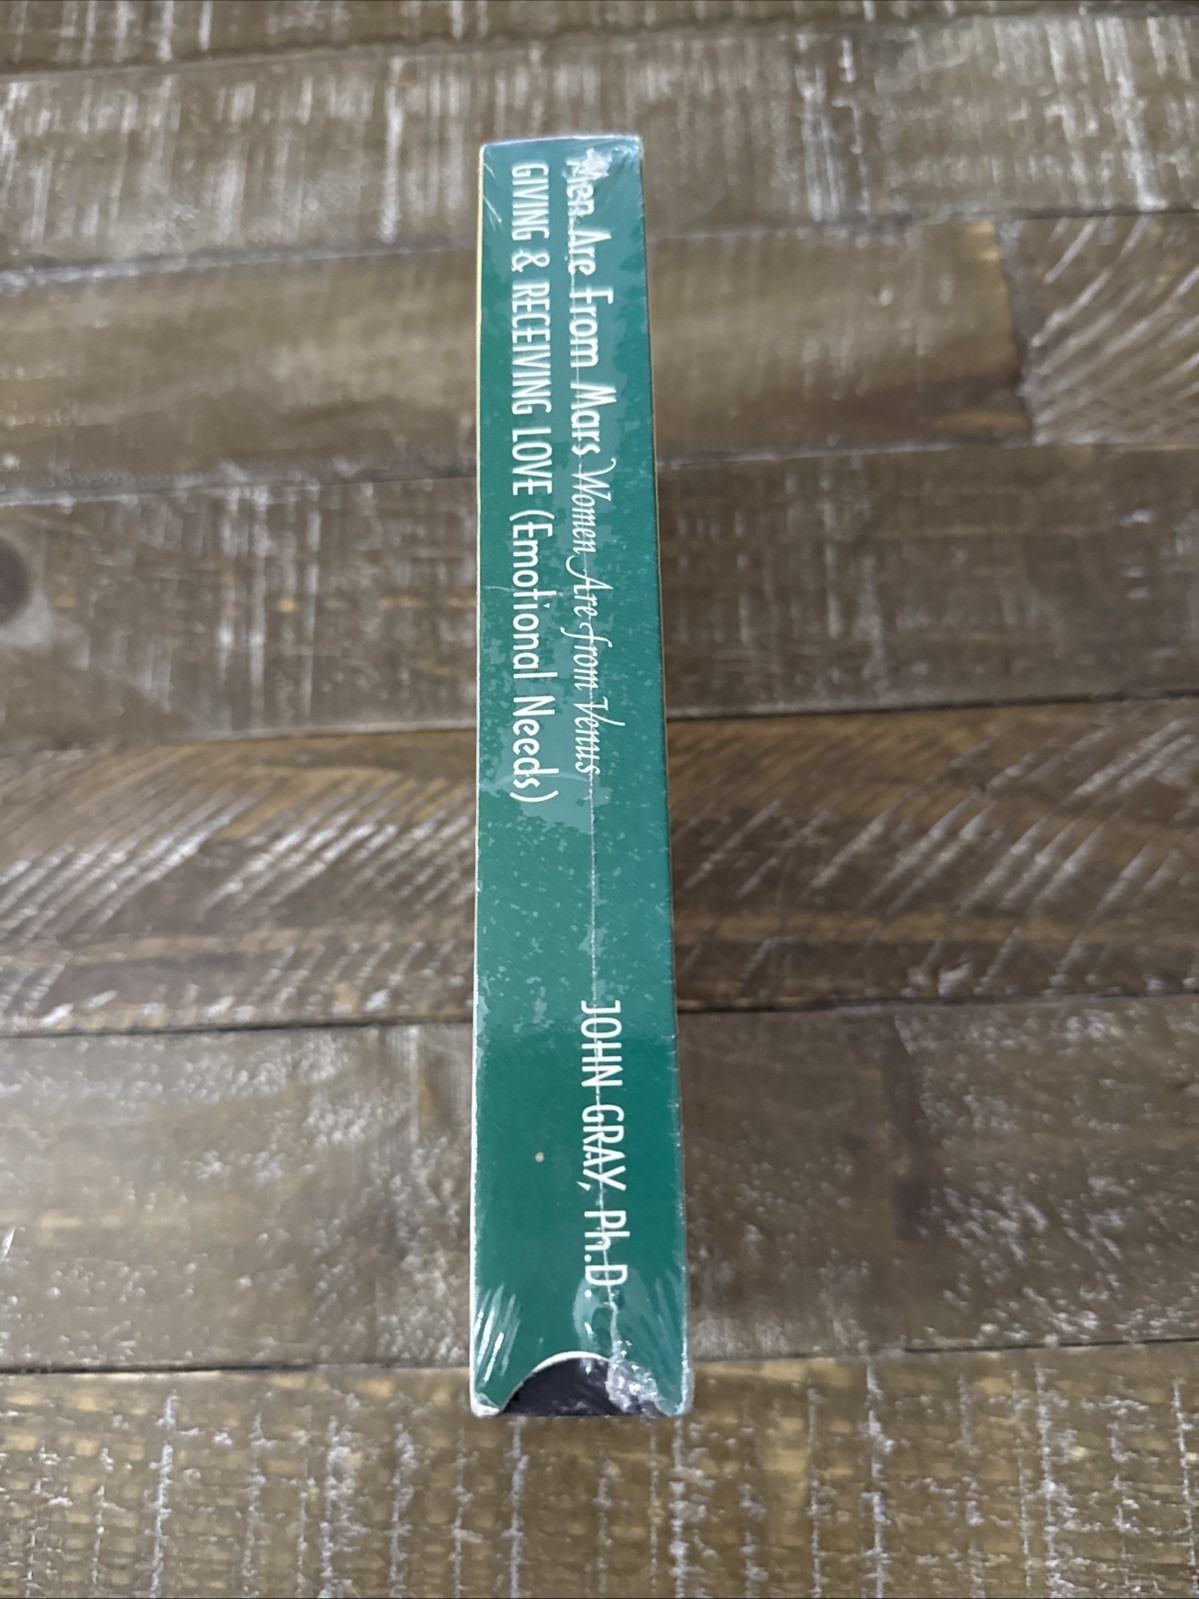 Men Are From Mars Women Are from Venus
GIVING & RECEIVING LOVE (Emotional Needs)
JOHN GRAY, Ph.D.